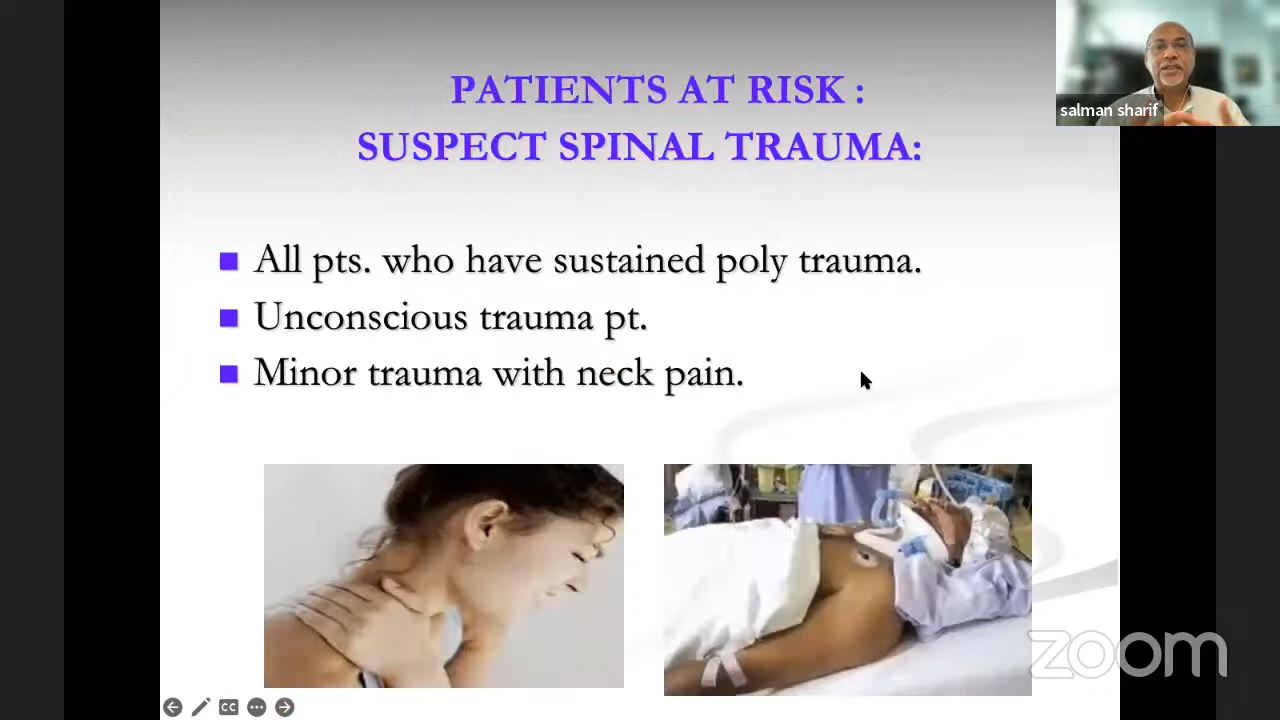 PATIENTS AT RISK :
SUSPECT SPINAL TRAUMA:
salman sharif
All pts. who have sustained poly trauma.
Unconscious trauma pt.
Minor trauma with neck pain.
zoom
CC